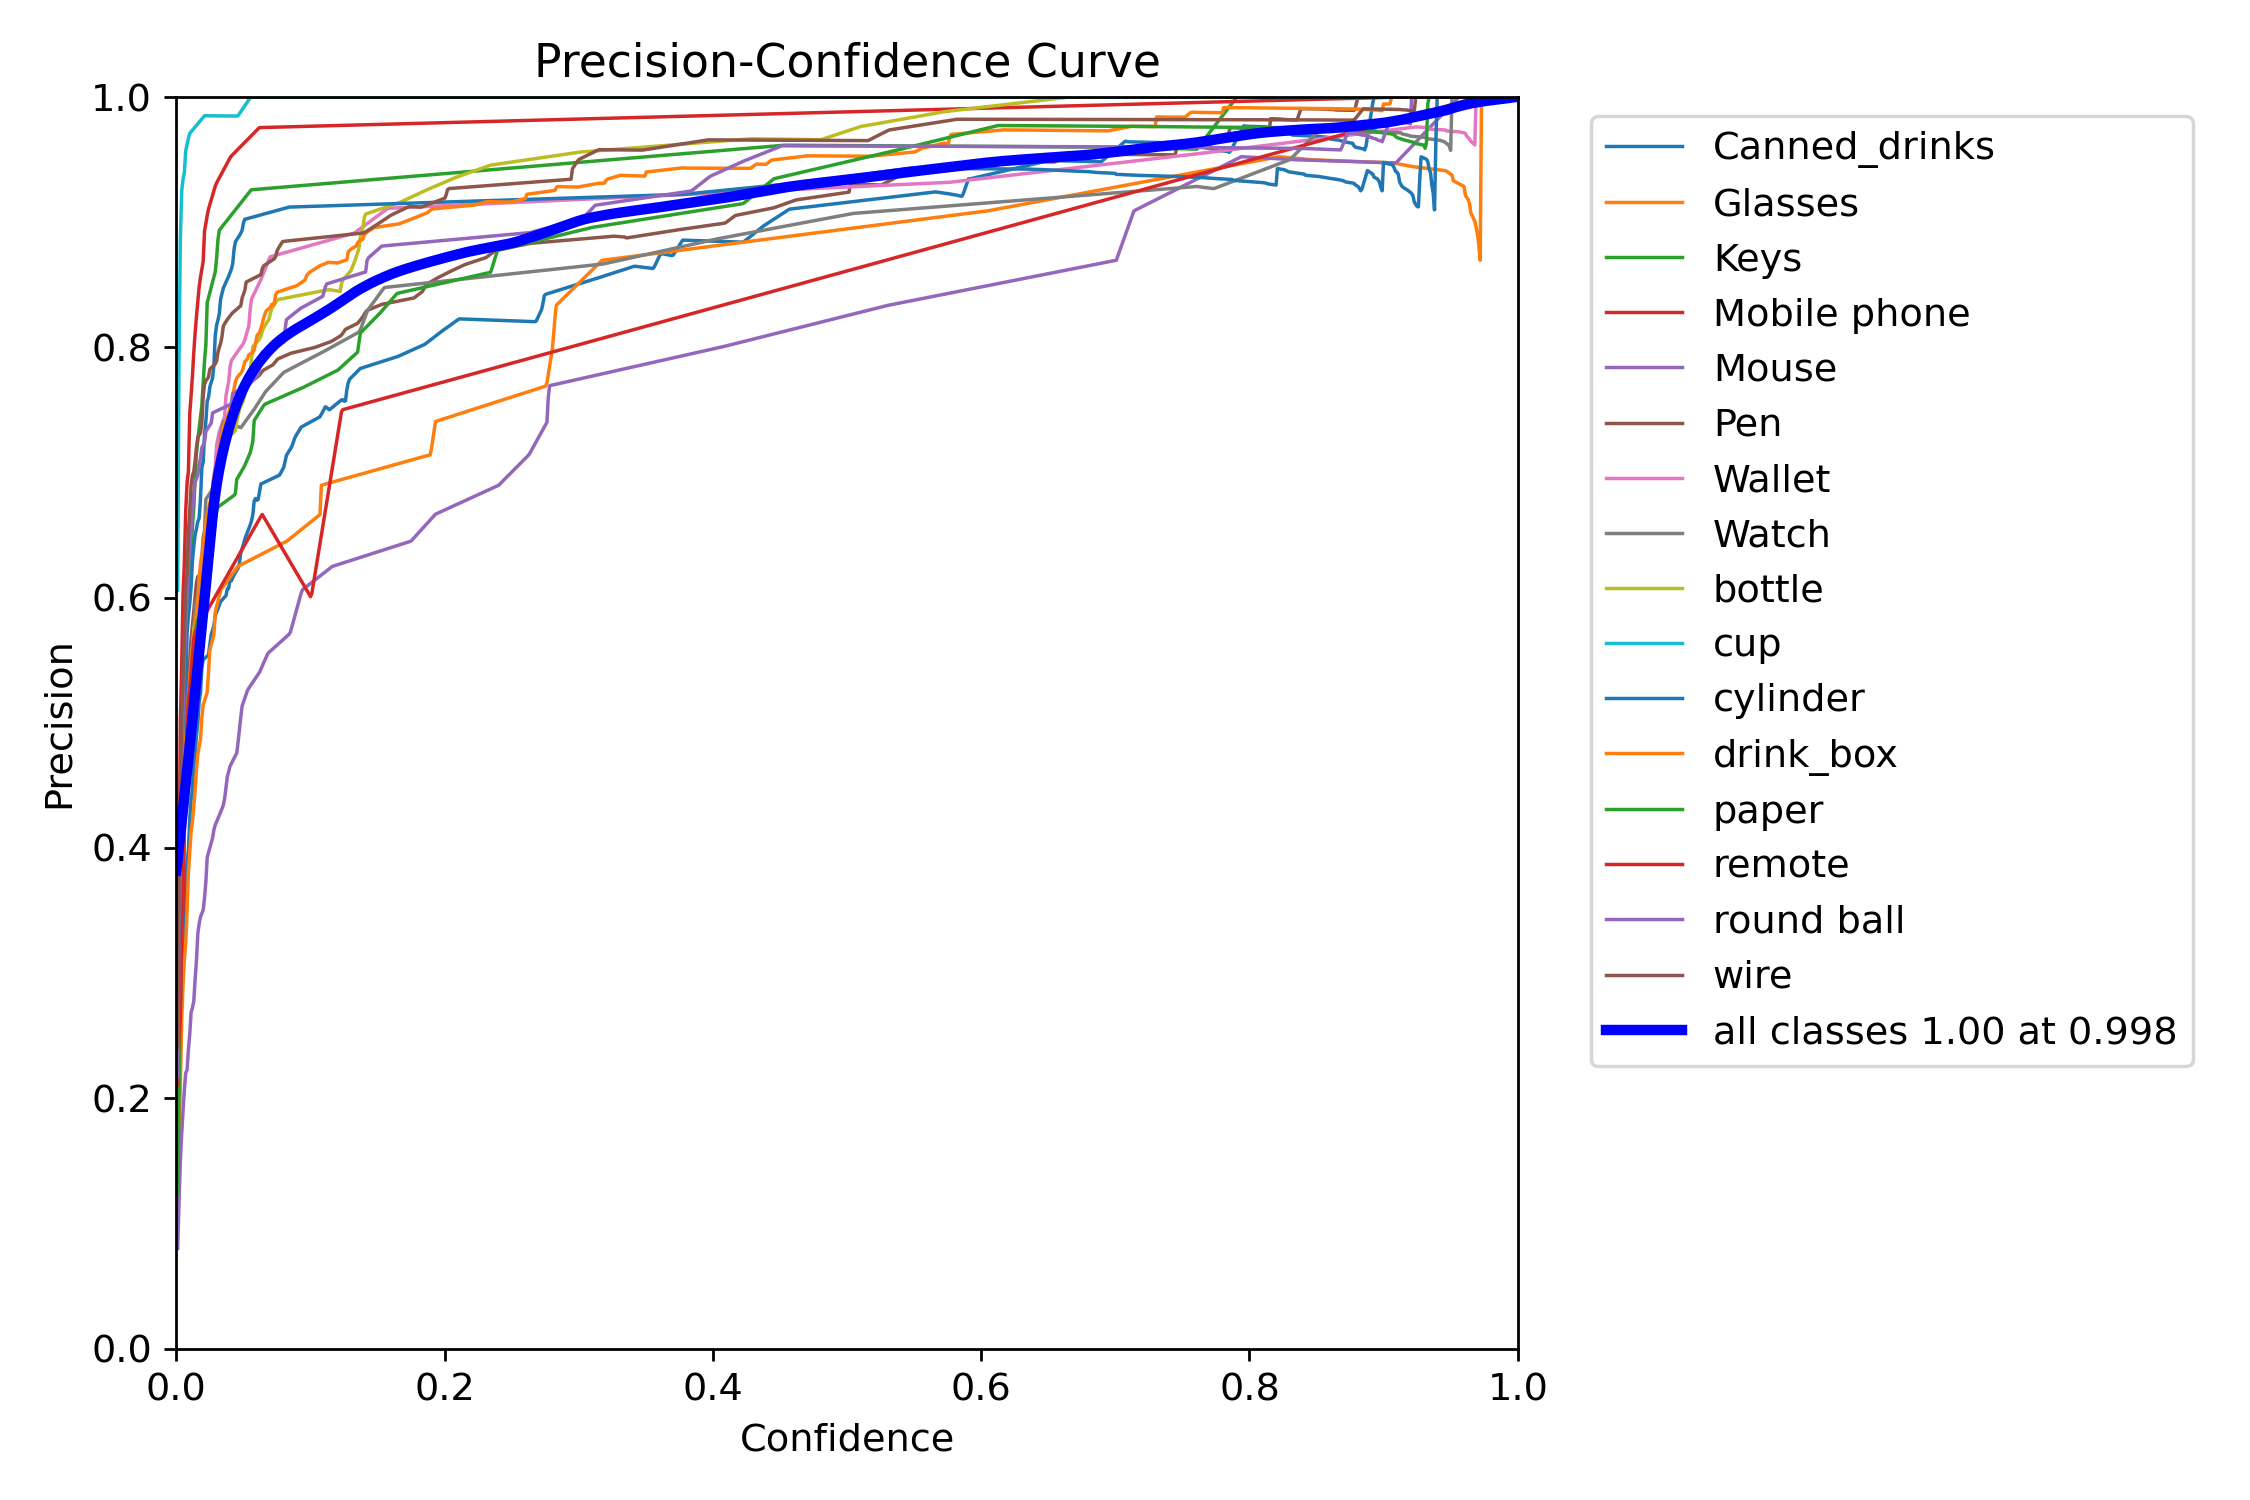 Precision-Confidence Curve
1.0
0.8
0.6
0.4
0.2
0.0
Precision
0.0 0.2 0.4 0.6 0.8 1.0
Confidence
Canned_drinks
Glasses
Keys
Mobile phone
Mouse
Pen
Wallet
Watch
bottle
cup
cylinder
drink_box
paper
remote
round ball
wire
all classes 1.00 at 0.998